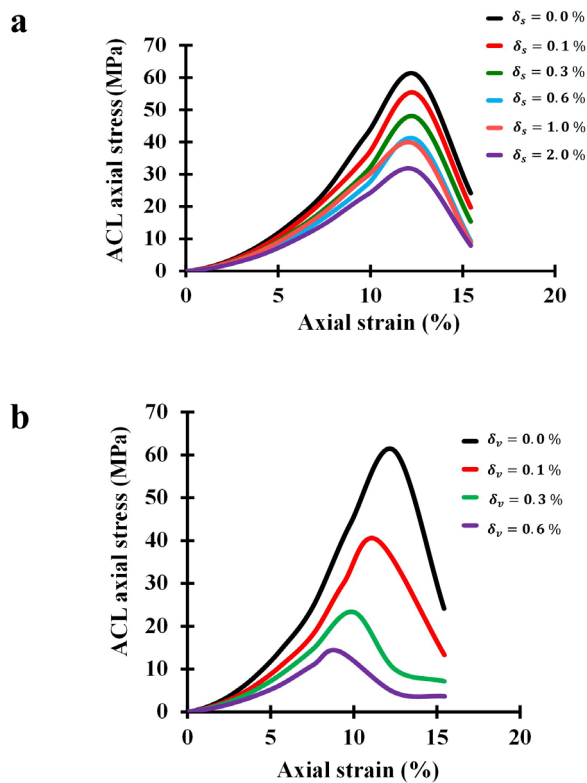 a
ACL axial stress (MPa)
70
60
50
40
30
20
10
0
0 5 10 15 20
Axial strain (%)
δs = 0.0 %
δs = 0.1 %
δs = 0.3 %
δs = 0.6 %
δs = 1.0 %
δs = 2.0 %
b
ACL axial stress (MPa)
70
60
50
40
30
20
10
0
0 5 10 15 20
Axial strain (%)
δv = 0.0 %
δv = 0.1 %
δv = 0.3 %
δv = 0.6 %